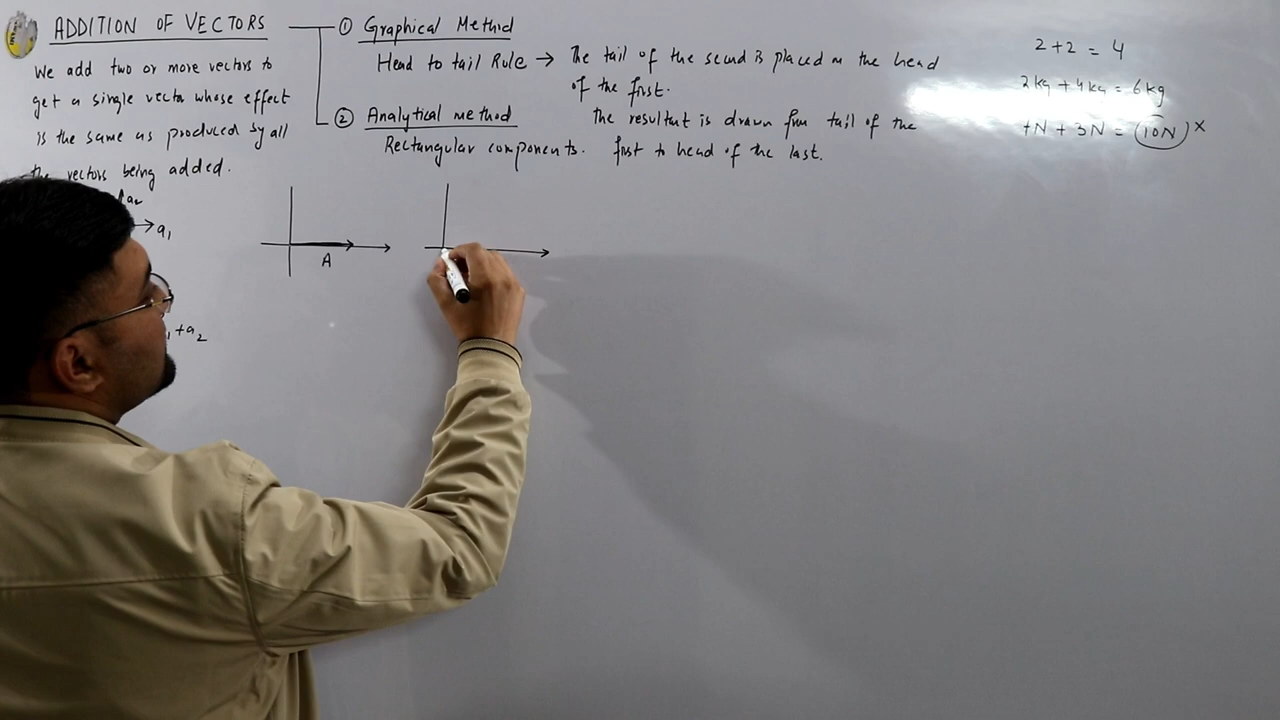 ADDITION OF VECTORS
We add two or more vectors to
get a single vector whose effect
is the same as produced by all
the vectors being added.
a2
a1
+a2
① Graphical Method
Head to tail Rule → The tail of the second is placed on the head
of the first.
The resultant is drawn from tail of the
first to head of the last.
② Analytical method
Rectangular components.
A
2+2 = 4
2kg + 4kg = 6kg
+N + 3N = 10N ×